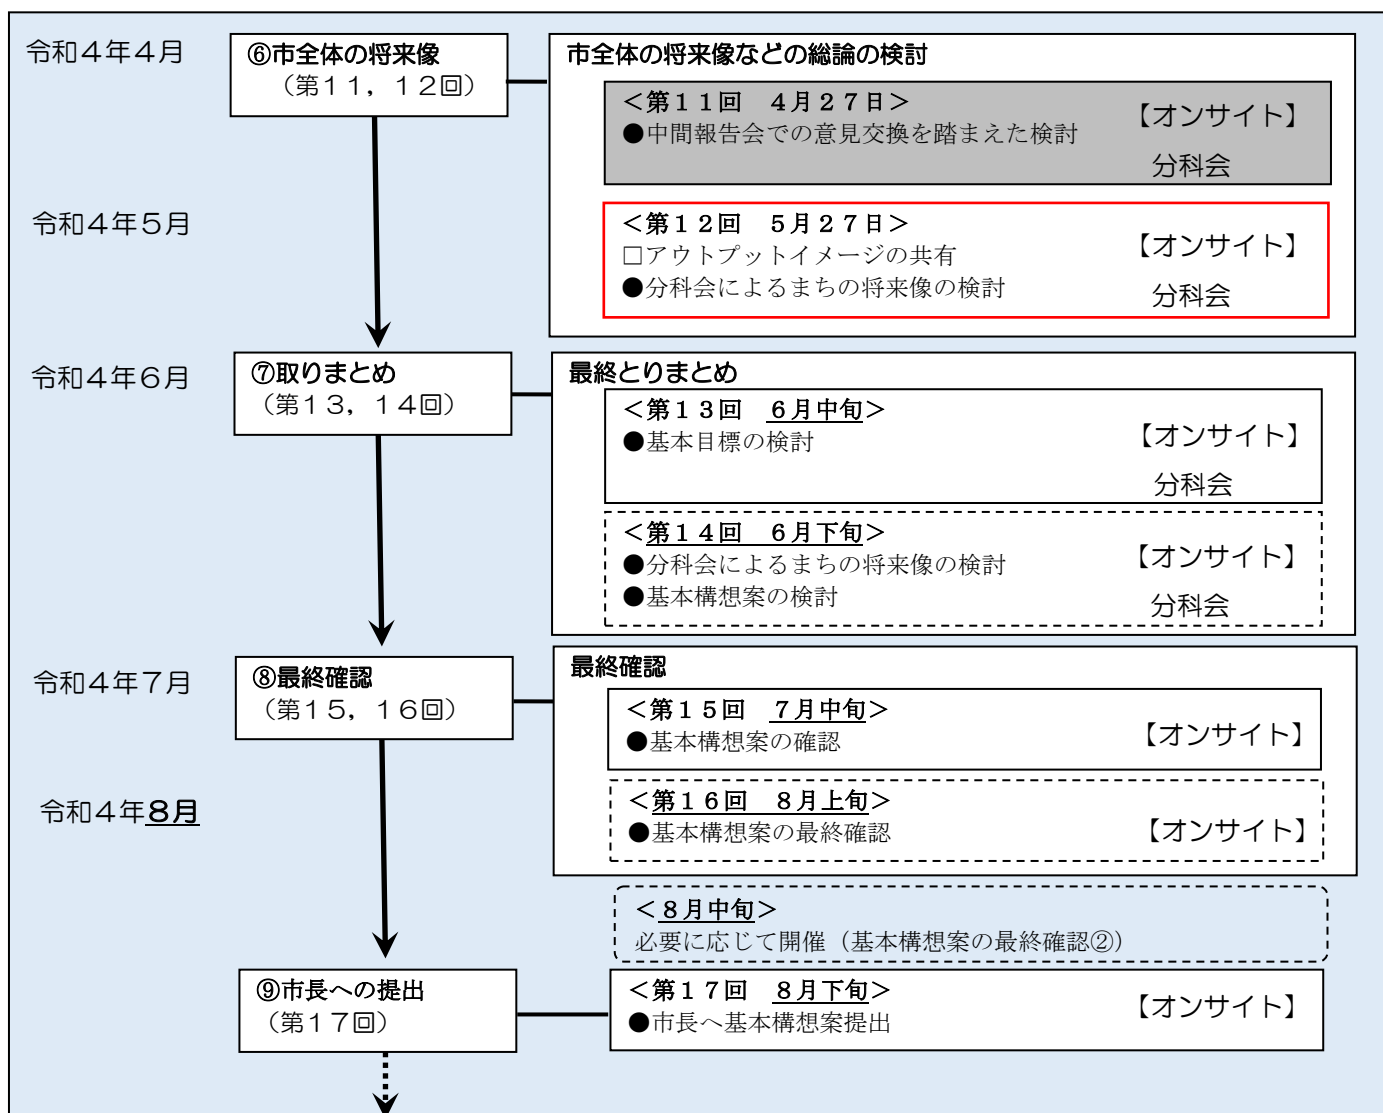 令和４年４月
⑥市全体の将来像
（第１１，１２回）
市全体の将来像などの総論の検討
＜第１１回　４月２７日＞
●中間報告会での意見交換を踏まえた検討
【オンサイト】
分科会
令和４年５月
＜第１２回　５月２７日＞
□アウトプットイメージの共有
●分科会によるまちの将来像の検討
【オンサイト】
分科会
令和４年６月
⑦取りまとめ
（第１３，１４回）
最終とりまとめ
＜第１３回　６月中旬＞
●基本目標の検討
【オンサイト】
分科会
＜第１４回　６月下旬＞
●分科会によるまちの将来像の検討
●基本構想案の検討
【オンサイト】
分科会
令和４年７月
⑧最終確認
（第１５，１６回）
最終確認
＜第１５回　７月中旬＞
●基本構想案の確認
【オンサイト】
令和４年８月
＜第１６回　８月上旬＞
●基本構想案の最終確認
【オンサイト】
＜８月中旬＞
必要に応じて開催（基本構想案の最終確認②）
⑨市長への提出
（第１７回）
＜第１７回　８月下旬＞
●市長へ基本構想案提出
【オンサイト】